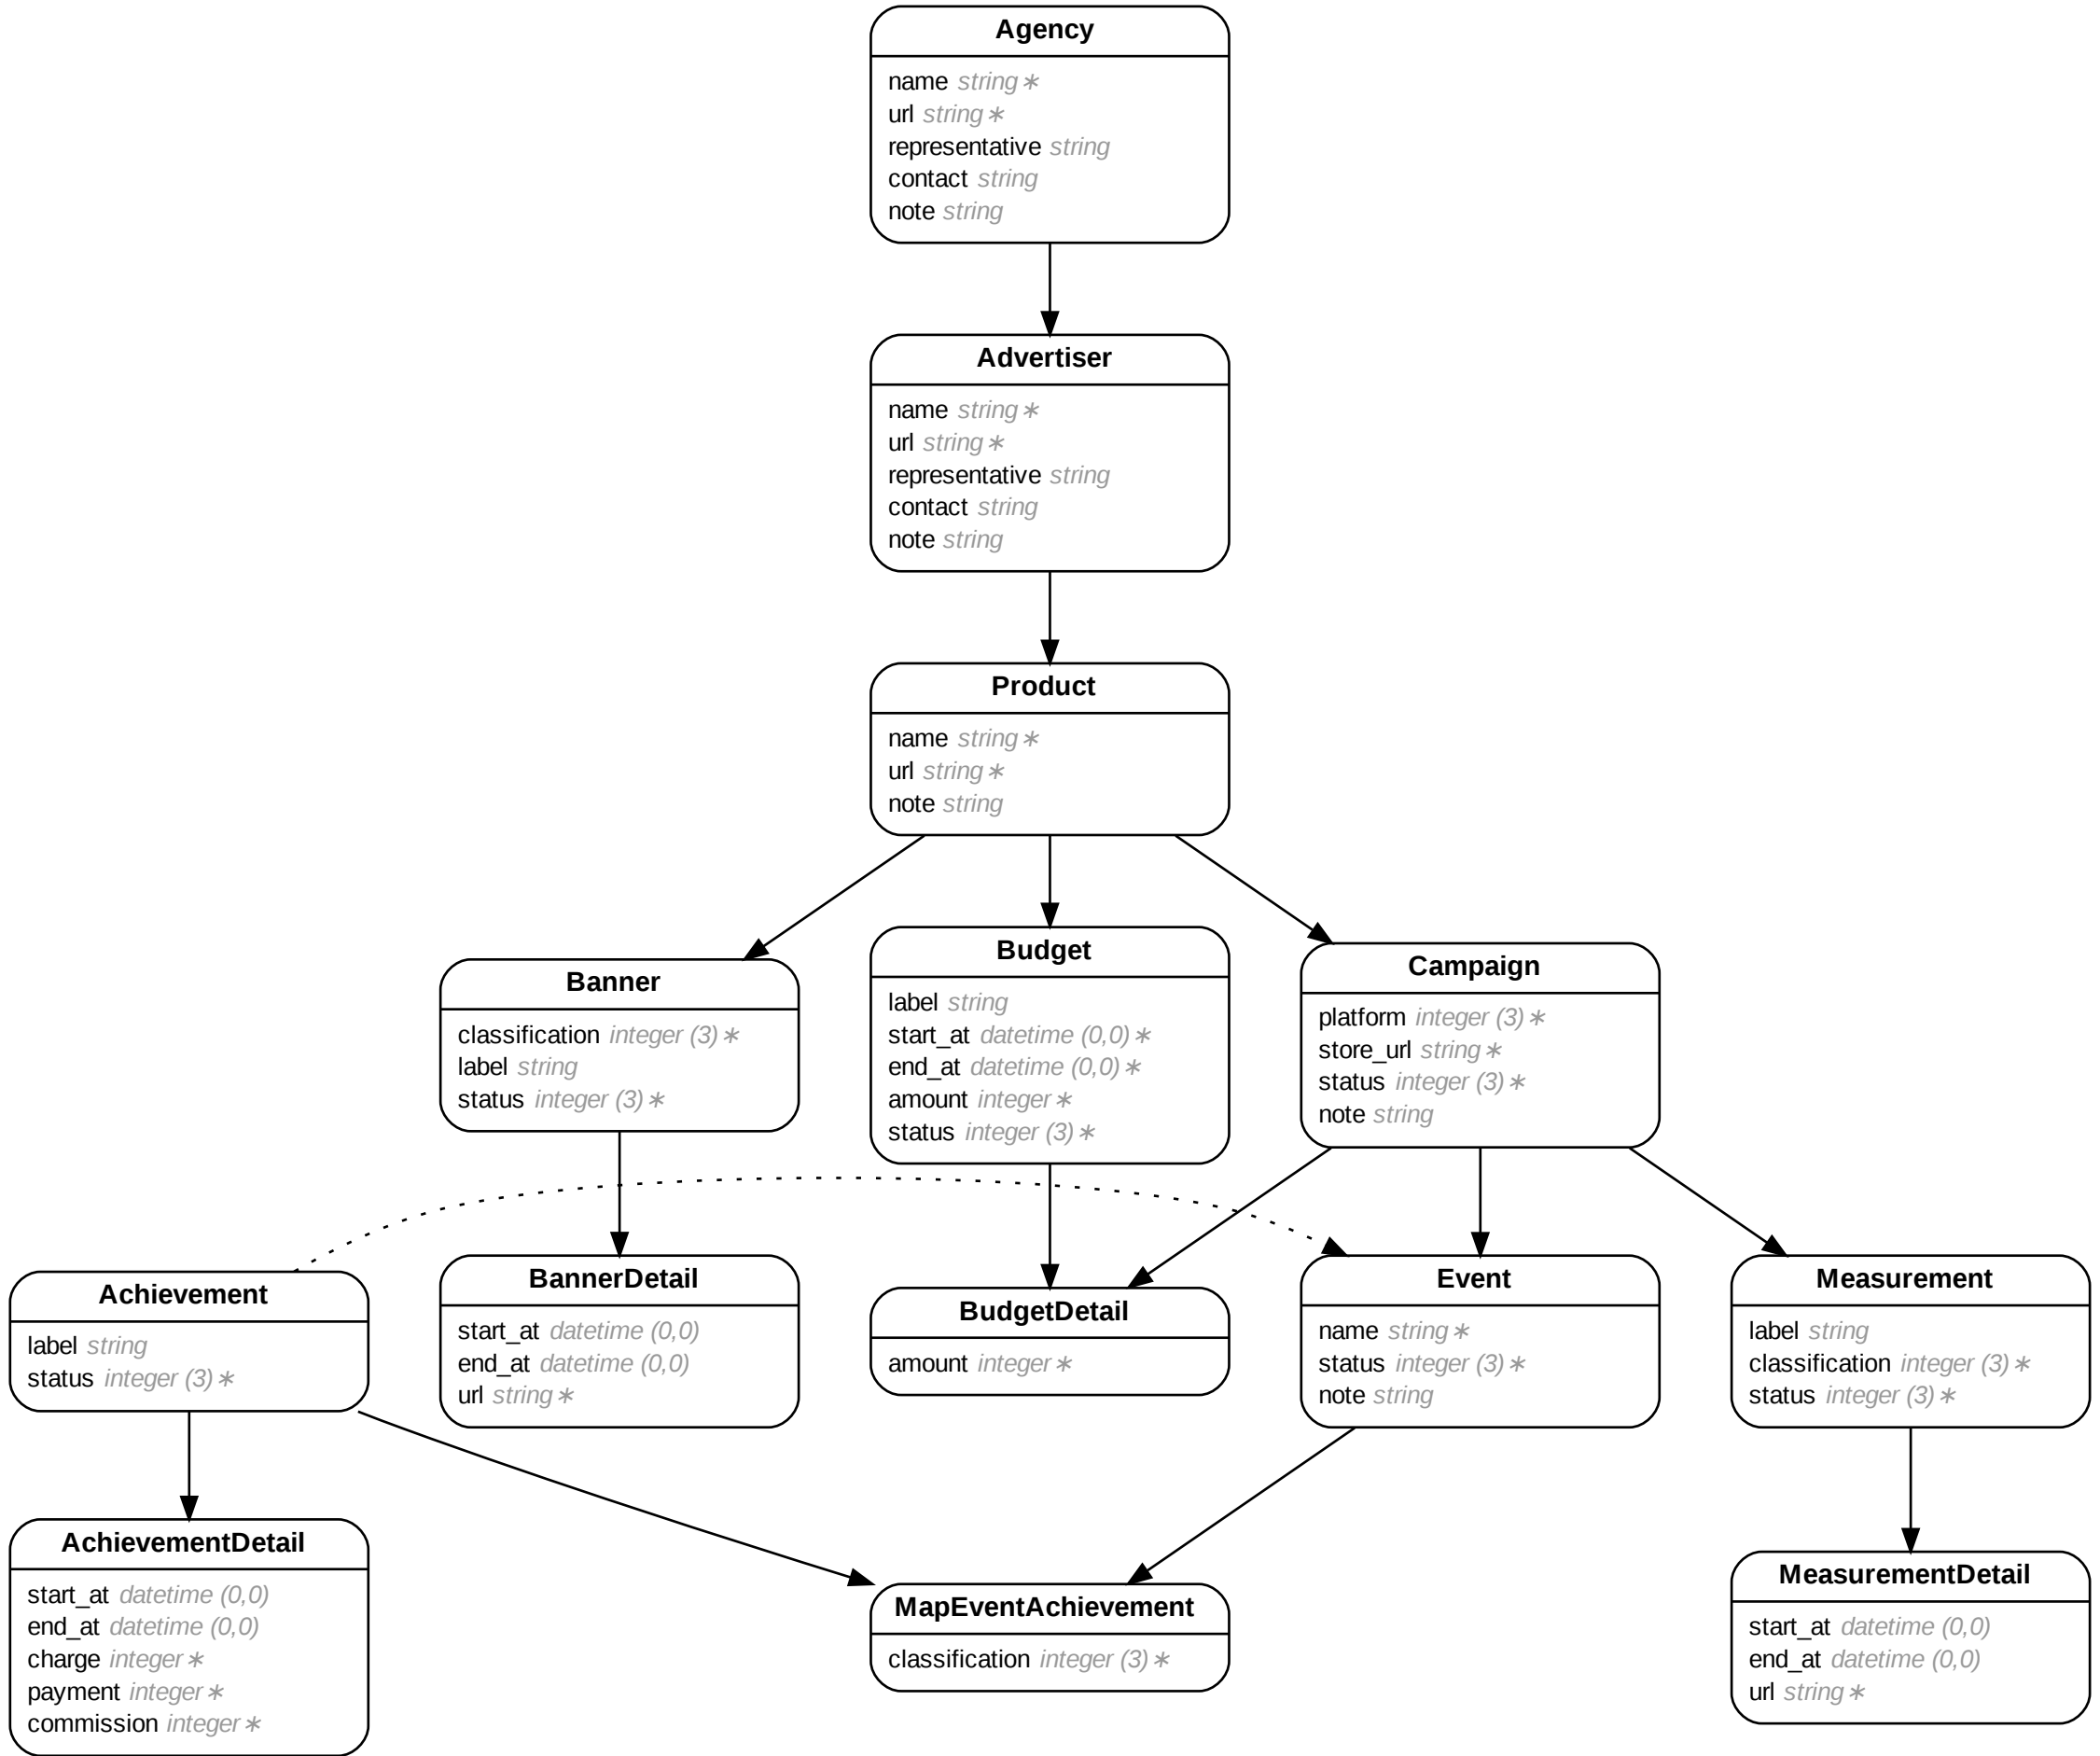 Agency
name string∗
url string∗
representative string
contact string
note string
Advertiser
name string∗
url string∗
representative string
contact string
note string
Product
name string∗
url string∗
note string
Banner
classification integer (3)∗
label string
status integer (3)∗
Budget
label string
start_at datetime (0,0)∗
end_at datetime (0,0)∗
amount integer∗
status integer (3)∗
Campaign
platform integer (3)∗
store_url string∗
status integer (3)∗
note string
Achievement
label string
status integer (3)∗
BannerDetail
start_at datetime (0,0)
end_at datetime (0,0)
url string∗
BudgetDetail
amount integer∗
Event
name string∗
status integer (3)∗
note string
Measurement
label string
classification integer (3)∗
status integer (3)∗
AchievementDetail
start_at datetime (0,0)
end_at datetime (0,0)
charge integer∗
payment integer∗
commission integer∗
MapEventAchievement
classification integer (3)∗
MeasurementDetail
start_at datetime (0,0)
end_at datetime (0,0)
url string∗